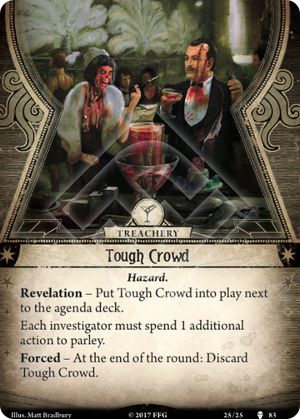 TREACHERY
Tough Crowd
Hazard.
Revelation – Put Tough Crowd into play next
to the agenda deck.
Each investigator must spend 1 additional
action to parley.
Forced – At the end of the round: Discard
Tough Crowd.
Illus. Matt Bradbury
© 2017 FFG
25/25
83